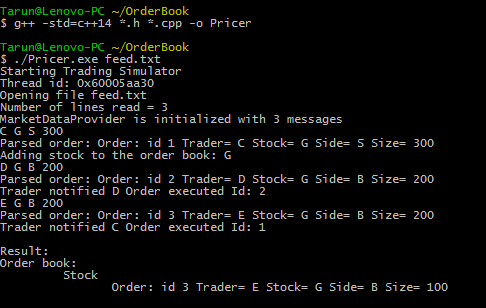 Tarun@Lenovo-PC ~/OrderBook
$ g++ -std=c++14 *.h *.cpp -o Pricer
Tarun@Lenovo-PC ~/OrderBook
$ ./Pricer.exe feed.txt
Starting Trading Simulator
Thread id: 0x60005aa30
Opening file feed.txt
Number of lines read = 3
MarketDataProvider is initialized with 3 messages
C G S 300
Parsed order: Order: id 1 Trader= C Stock= G Side= S Size= 300
Adding stock to the order book: G
D G B 200
Parsed order: Order: id 2 Trader= D Stock= G Side= B Size= 200
Trader notified D Order executed Id: 2
E G B 200
Parsed order: Order: id 3 Trader= E Stock= G Side= B Size= 200
Trader notified C Order executed Id: 1
Result:
Order book:
Stock
Order: id 3 Trader= E Stock= G Side= B Size= 100